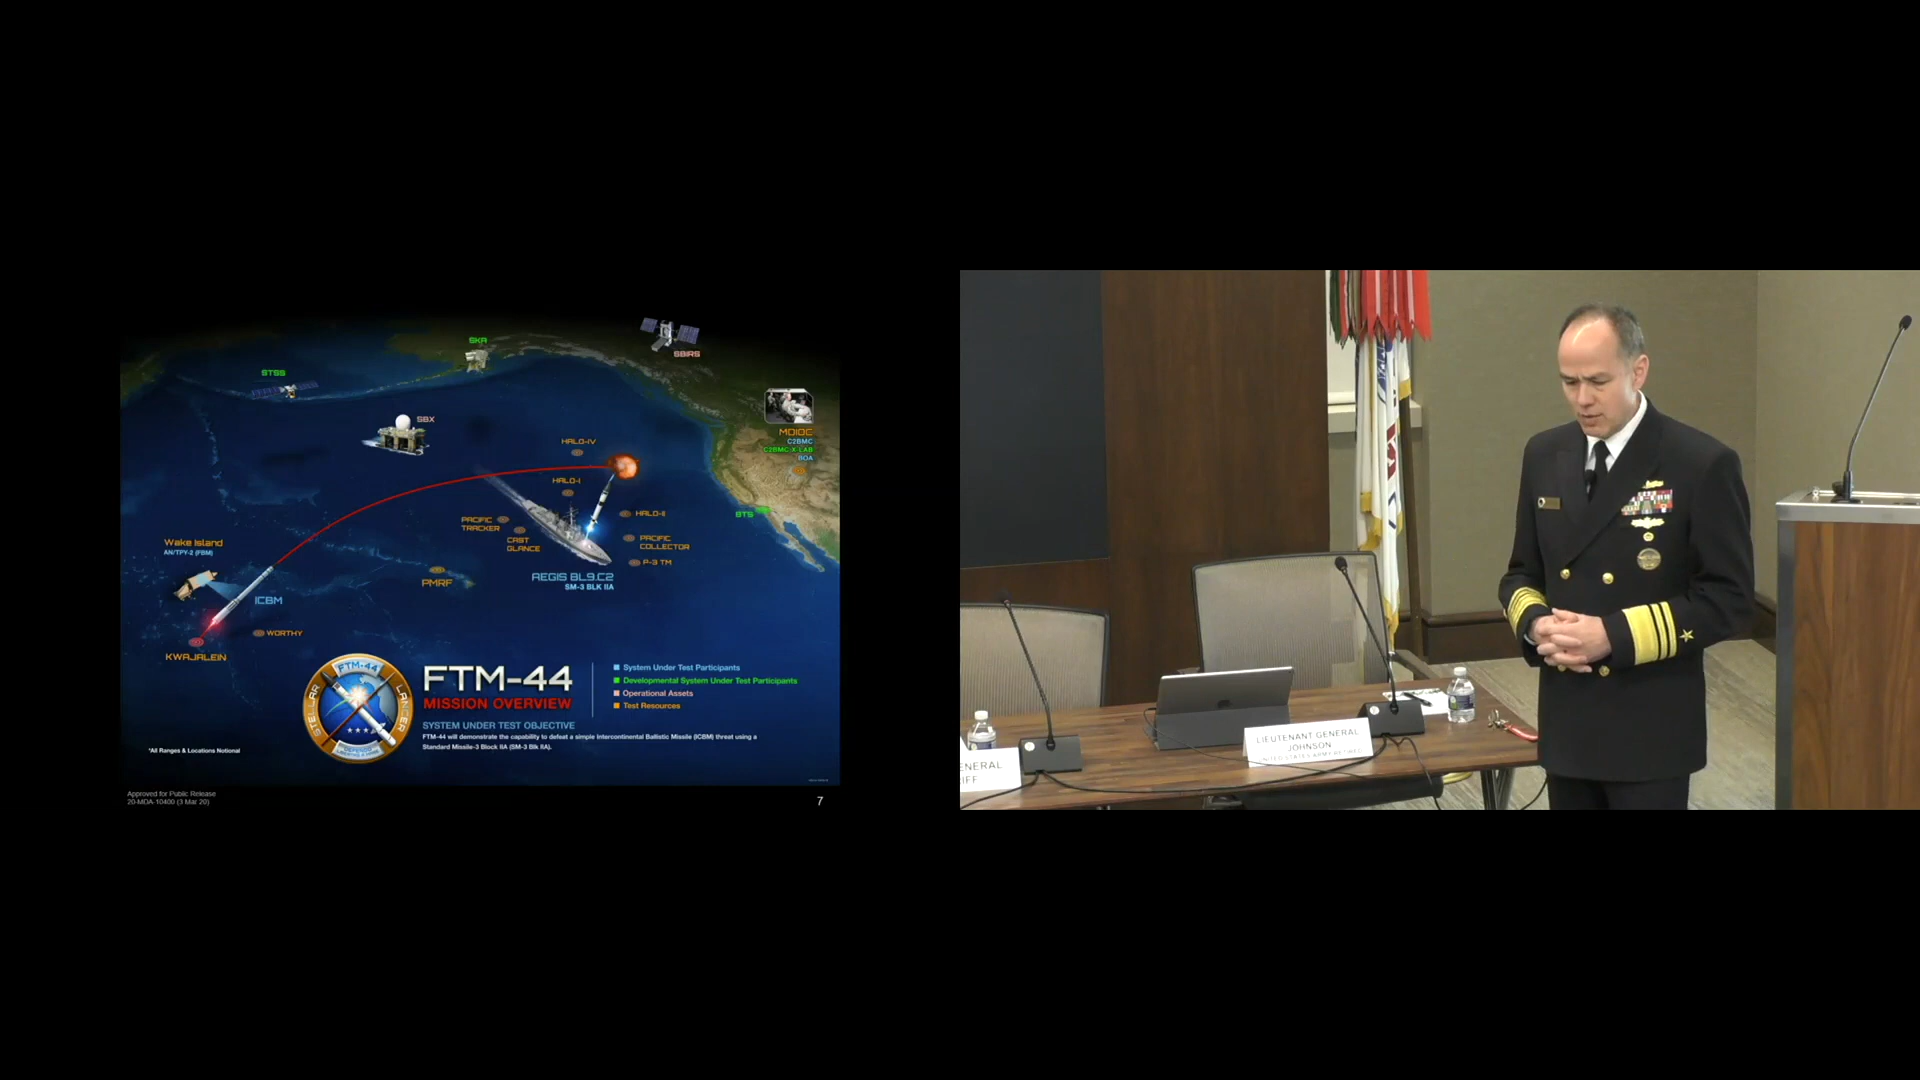 SKA
SBIRS
STSS
SBX
MDIOC
C2BMC
C2BMC X-LAB
BOA
HALO-IV
HALO-I
HALO-II
STS
PACIFIC
TRACKER
CAST
GLANCE
PACIFIC
COLLECTOR
P-3 TM
Wake Island
AN/TPY-2 (FBM)
PMRF
AEGIS BL9.C2
SM-3 BLK IIA
ICBM
WORTHY
KWAJALEIN
FTM-44
STELLAR
LANCER
FTM-44
MISSION OVERVIEW
SYSTEM UNDER TEST OBJECTIVE
FTM-44 will demonstrate the capability to defeat a simple Intercontinental Ballistic Missile (ICBM) threat using a
Standard Missile-3 Block IIA (SM-3 Blk IIA).
System Under Test Participants
Developmental System Under Test Participants
Operational Assets
Test Resources
*All Ranges & Locations Notional
Approved for Public Release
20-MDA-10400 (3 Mar 20)
7
ENERAL
IFF
LIEUTENANT GENERAL
JOHNSON
UNITED STATES ARMY RETIRED